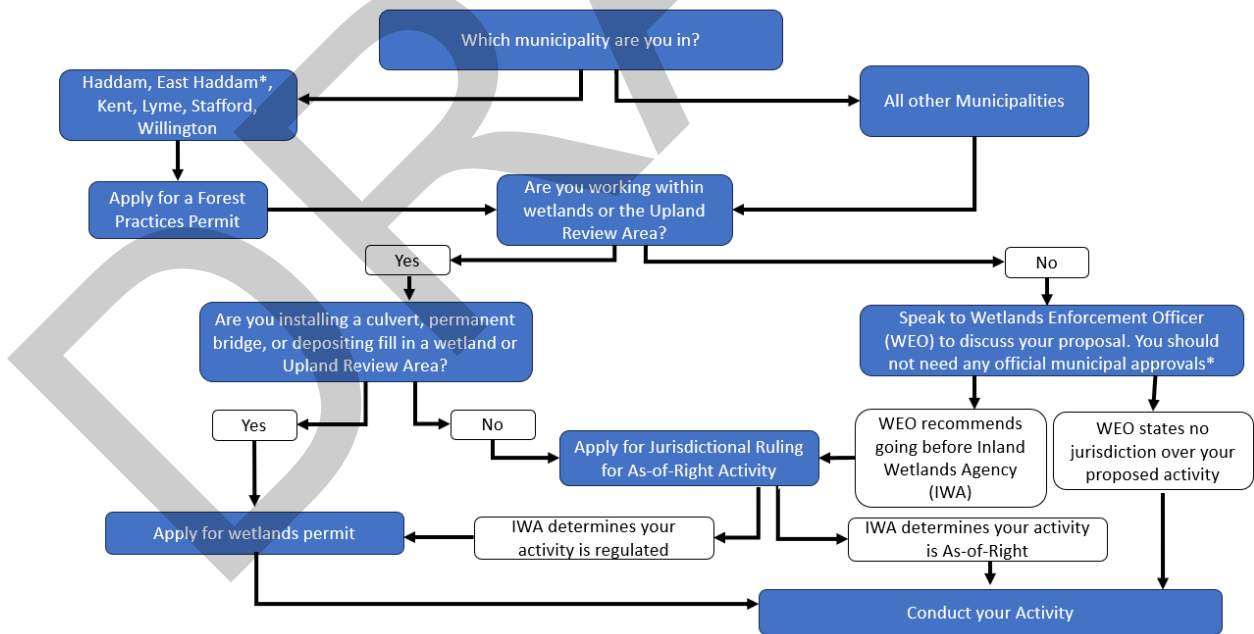 Which municipality are you in?
Haddam, East Haddam*,
Kent, Lyme, Stafford,
Willington
All other Municipalities
Apply for a Forest
Practices Permit
Are you working within
wetlands or the Upland
Review Area?
Yes
No
Are you installing a culvert, permanent
bridge, or depositing fill in a wetland or
Upland Review Area?
Speak to Wetlands Enforcement Officer
(WEO) to discuss your proposal. You should
not need any official municipal approvals*
Yes
No
Apply for Jurisdictional Ruling
for As-of-Right Activity
WEO recommends
going before Inland
Wetlands Agency
(IWA)
WEO states no
jurisdiction over your
proposed activity
Apply for wetlands permit
IWA determines your
activity is regulated
IWA determines your activity
is As-of-Right
Conduct your Activity
DRA